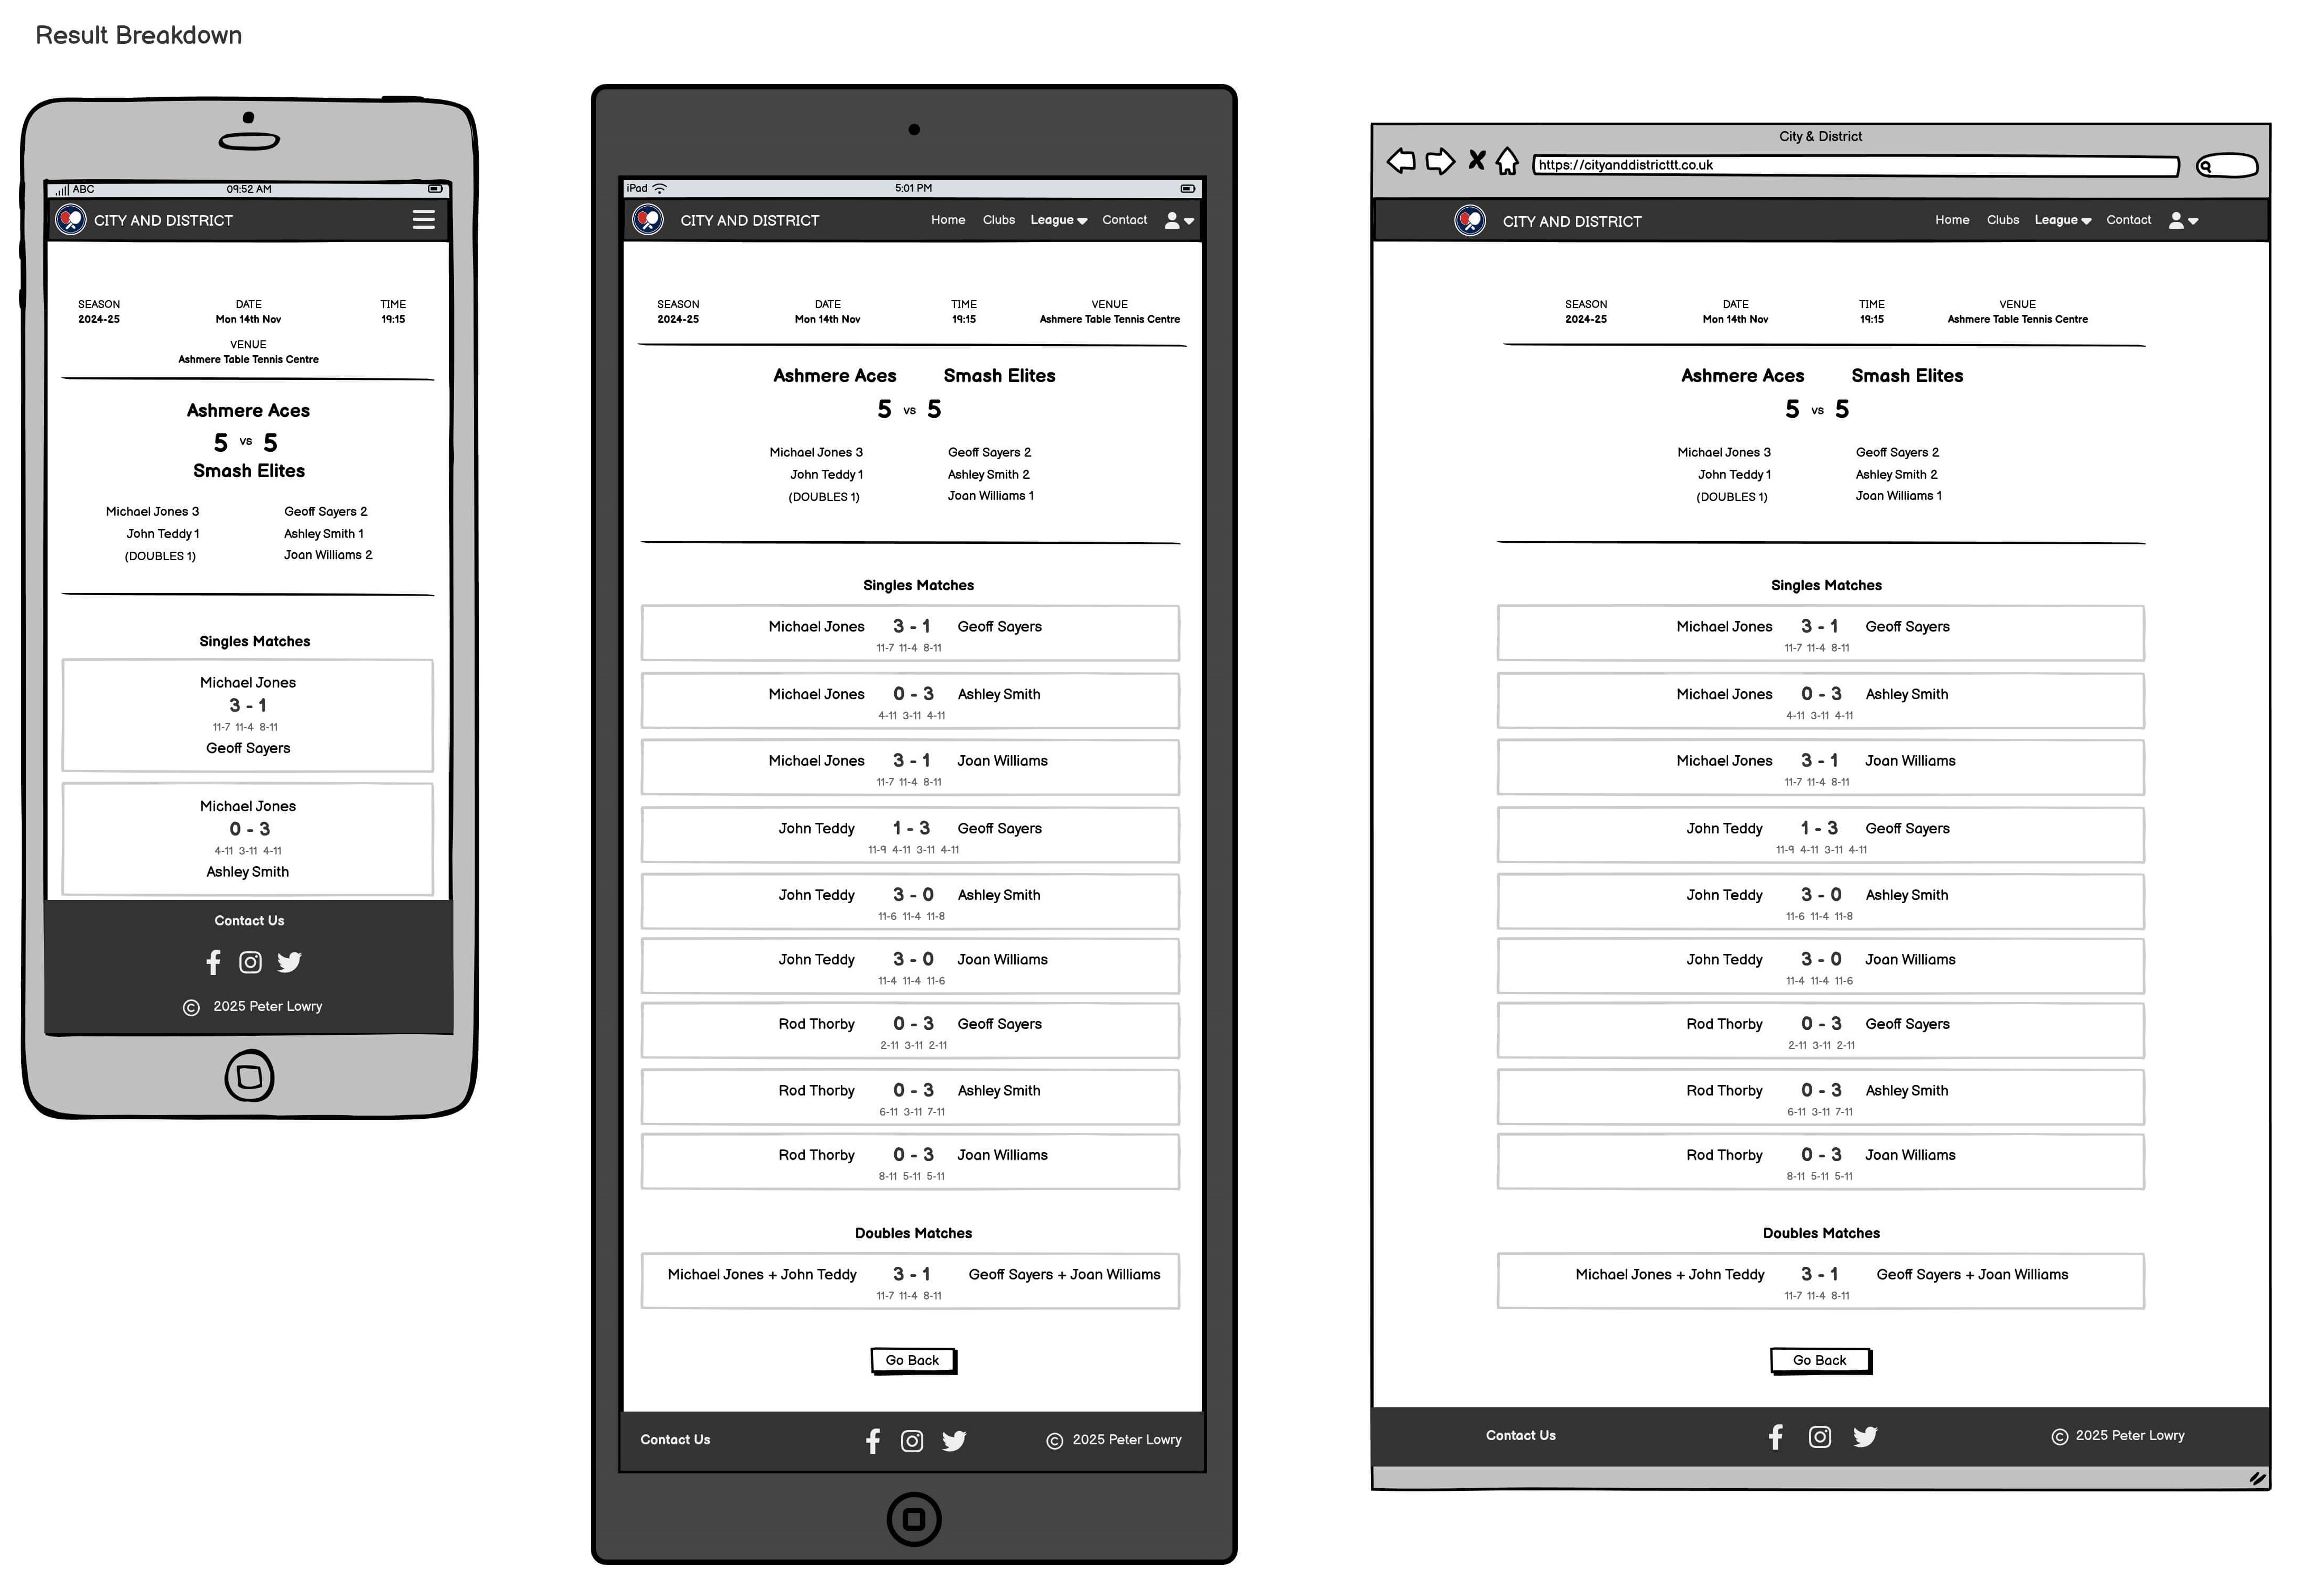 Result Breakdown
ABC 09:52 AM
CITY AND DISTRICT
SEASON DATE TIME
2024-25 Mon 14th Nov 19:15
VENUE
Ashmere Table Tennis Centre
Ashmere Aces
5 vs 5
Smash Elites
Michael Jones 3 Geoff Sayers 2
John Teddy 1 Ashley Smith 1
(DOUBLES 1) Joan Williams 2
Singles Matches
Michael Jones
3 - 1
11-7 11-4 8-11
Geoff Sayers
Michael Jones
0 - 3
4-11 3-11 4-11
Ashley Smith
Contact Us
© 2025 Peter Lowry
iPad 5:01 PM
CITY AND DISTRICT Home Clubs League Contact
SEASON DATE TIME VENUE
2024-25 Mon 14th Nov 19:15 Ashmere Table Tennis Centre
Ashmere Aces Smash Elites
5 vs 5
Michael Jones 3 Geoff Sayers 2
John Teddy 1 Ashley Smith 2
(DOUBLES 1) Joan Williams 1
Singles Matches
Michael Jones 3 - 1 Geoff Sayers
11-7 11-4 8-11
Michael Jones 0 - 3 Ashley Smith
4-11 3-11 4-11
Michael Jones 3 - 1 Joan Williams
11-7 11-4 8-11
John Teddy 1 - 3 Geoff Sayers
11-9 4-11 3-11 4-11
John Teddy 3 - 0 Ashley Smith
11-6 11-4 11-8
John Teddy 3 - 0 Joan Williams
11-4 11-4 11-6
Rod Thorby 0 - 3 Geoff Sayers
2-11 3-11 2-11
Rod Thorby 0 - 3 Ashley Smith
6-11 3-11 7-11
Rod Thorby 0 - 3 Joan Williams
8-11 5-11 5-11
Doubles Matches
Michael Jones + John Teddy 3 - 1 Geoff Sayers + Joan Williams
11-7 11-4 8-11
Go Back
Contact Us © 2025 Peter Lowry
City & District
https://cityanddistricttt.co.uk
CITY AND DISTRICT Home Clubs League Contact
SEASON DATE TIME VENUE
2024-25 Mon 14th Nov 19:15 Ashmere Table Tennis Centre
Ashmere Aces Smash Elites
5 vs 5
Michael Jones 3 Geoff Sayers 2
John Teddy 1 Ashley Smith 2
(DOUBLES 1) Joan Williams 1
Singles Matches
Michael Jones 3 - 1 Geoff Sayers
11-7 11-4 8-11
Michael Jones 0 - 3 Ashley Smith
4-11 3-11 4-11
Michael Jones 3 - 1 Joan Williams
11-7 11-4 8-11
John Teddy 1 - 3 Geoff Sayers
11-9 4-11 3-11 4-11
John Teddy 3 - 0 Ashley Smith
11-6 11-4 11-8
John Teddy 3 - 0 Joan Williams
11-4 11-4 11-6
Rod Thorby 0 - 3 Geoff Sayers
2-11 3-11 2-11
Rod Thorby 0 - 3 Ashley Smith
6-11 3-11 7-11
Rod Thorby 0 - 3 Joan Williams
8-11 5-11 5-11
Doubles Matches
Michael Jones + John Teddy 3 - 1 Geoff Sayers + Joan Williams
11-7 11-4 8-11
Go Back
Contact Us © 2025 Peter Lowry